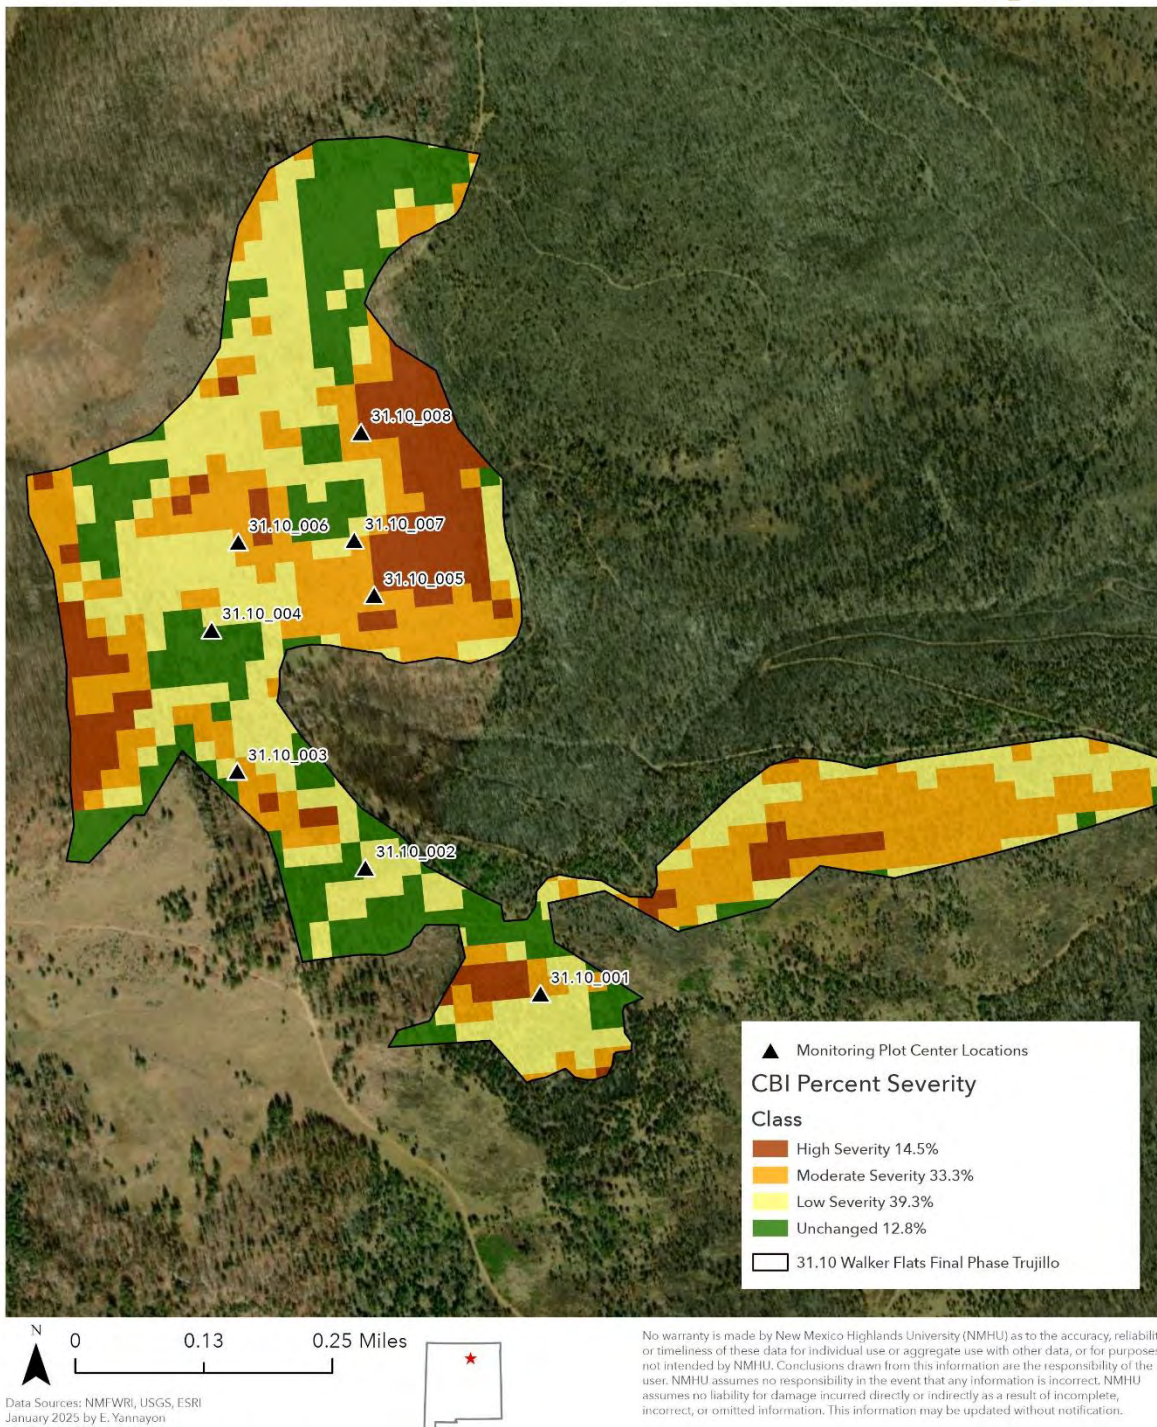 31.10_008
31.10_006
31.10_007
31.10_005
31.10_004
31.10_003
31.10_002
31.10_001
Monitoring Plot Center Locations
CBI Percent Severity
Class
High Severity 14.5%
Moderate Severity 33.3%
Low Severity 39.3%
Unchanged 12.8%
31.10 Walker Flats Final Phase Trujillo
N
0 0.13 0.25 Miles
Data Sources: NMFWRI, USGS, ESRI
January 2025 by E. Yannayon
No warranty is made by New Mexico Highlands University (NMHU) as to the accuracy, reliabilit
or timeliness of these data for individual use or aggregate use with other data, or for purposes
not intended by NMHU. Conclusions drawn from this information are the responsibility of the
user. NMHU assumes no responsibility in the event that any information is incorrect. NMHU
assumes no liability for damage incurred directly or indirectly as a result of incomplete,
incorrect, or omitted information. This information may be updated without notification.